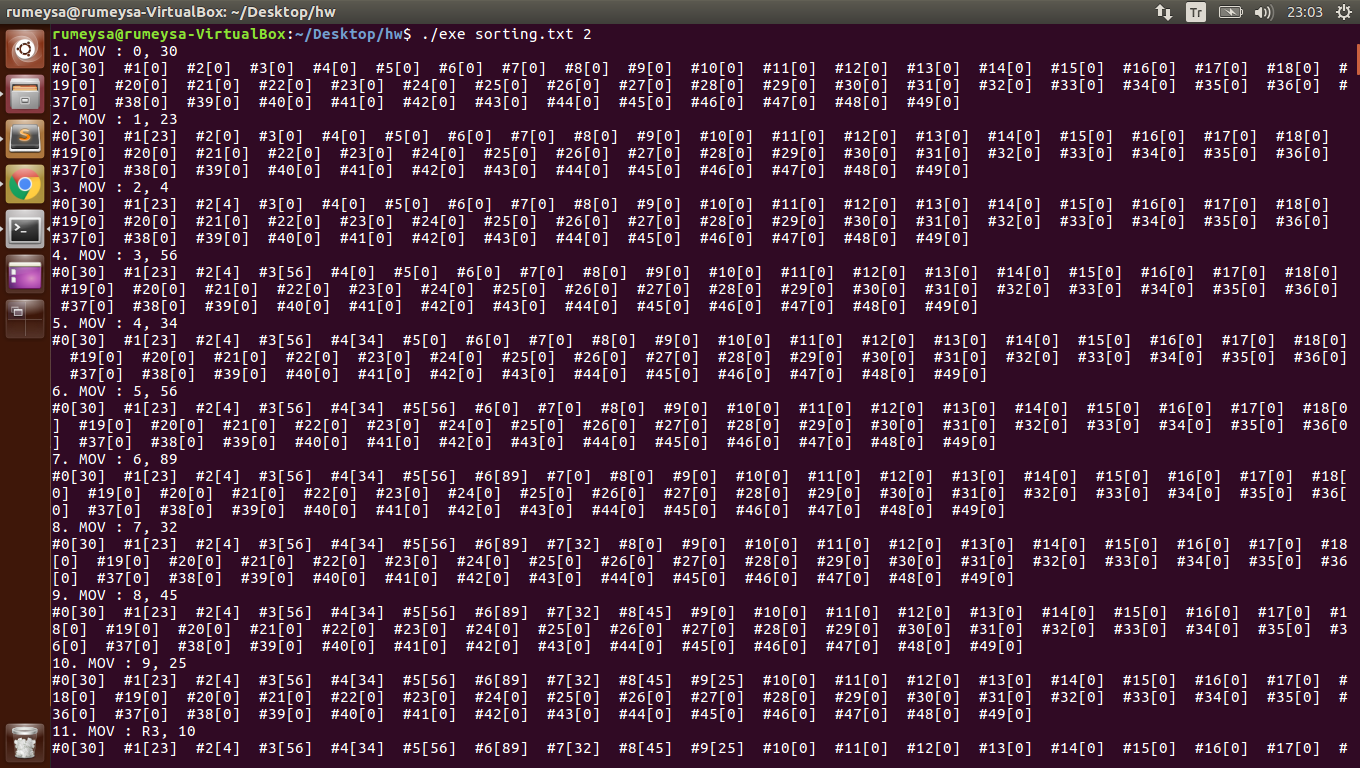 rumeysa@rumeysa-VirtualBox: ~/Desktop/hw
Tr
23:03
rumeysa@rumeysa-VirtualBox:~/Desktop/hw$ ./exe sorting.txt 2
1. MOV : 0, 30
#0[30]  #1[0]  #2[0]  #3[0]  #4[0]  #5[0]  #6[0]  #7[0]  #8[0]  #9[0]  #10[0]  #11[0]  #12[0]  #13[0]  #14[0]  #15[0]  #16[0]  #17[0]  #18[0]  #
19[0]  #20[0]  #21[0]  #22[0]  #23[0]  #24[0]  #25[0]  #26[0]  #27[0]  #28[0]  #29[0]  #30[0]  #31[0]  #32[0]  #33[0]  #34[0]  #35[0]  #36[0]  #
37[0]  #38[0]  #39[0]  #40[0]  #41[0]  #42[0]  #43[0]  #44[0]  #45[0]  #46[0]  #47[0]  #48[0]  #49[0]
2. MOV : 1, 23
#0[30]  #1[23]  #2[0]  #3[0]  #4[0]  #5[0]  #6[0]  #7[0]  #8[0]  #9[0]  #10[0]  #11[0]  #12[0]  #13[0]  #14[0]  #15[0]  #16[0]  #17[0]  #18[0]
#19[0]  #20[0]  #21[0]  #22[0]  #23[0]  #24[0]  #25[0]  #26[0]  #27[0]  #28[0]  #29[0]  #30[0]  #31[0]  #32[0]  #33[0]  #34[0]  #35[0]  #36[0]
#37[0]  #38[0]  #39[0]  #40[0]  #41[0]  #42[0]  #43[0]  #44[0]  #45[0]  #46[0]  #47[0]  #48[0]  #49[0]
3. MOV : 2, 4
#0[30]  #1[23]  #2[4]  #3[0]  #4[0]  #5[0]  #6[0]  #7[0]  #8[0]  #9[0]  #10[0]  #11[0]  #12[0]  #13[0]  #14[0]  #15[0]  #16[0]  #17[0]  #18[0]
#19[0]  #20[0]  #21[0]  #22[0]  #23[0]  #24[0]  #25[0]  #26[0]  #27[0]  #28[0]  #29[0]  #30[0]  #31[0]  #32[0]  #33[0]  #34[0]  #35[0]  #36[0]
#37[0]  #38[0]  #39[0]  #40[0]  #41[0]  #42[0]  #43[0]  #44[0]  #45[0]  #46[0]  #47[0]  #48[0]  #49[0]
4. MOV : 3, 56
#0[30]  #1[23]  #2[4]  #3[56]  #4[0]  #5[0]  #6[0]  #7[0]  #8[0]  #9[0]  #10[0]  #11[0]  #12[0]  #13[0]  #14[0]  #15[0]  #16[0]  #17[0]  #18[0]
#19[0]  #20[0]  #21[0]  #22[0]  #23[0]  #24[0]  #25[0]  #26[0]  #27[0]  #28[0]  #29[0]  #30[0]  #31[0]  #32[0]  #33[0]  #34[0]  #35[0]  #36[0]
#37[0]  #38[0]  #39[0]  #40[0]  #41[0]  #42[0]  #43[0]  #44[0]  #45[0]  #46[0]  #47[0]  #48[0]  #49[0]
5. MOV : 4, 34
#0[30]  #1[23]  #2[4]  #3[56]  #4[34]  #5[0]  #6[0]  #7[0]  #8[0]  #9[0]  #10[0]  #11[0]  #12[0]  #13[0]  #14[0]  #15[0]  #16[0]  #17[0]  #18[0]
#19[0]  #20[0]  #21[0]  #22[0]  #23[0]  #24[0]  #25[0]  #26[0]  #27[0]  #28[0]  #29[0]  #30[0]  #31[0]  #32[0]  #33[0]  #34[0]  #35[0]  #36[0]
#37[0]  #38[0]  #39[0]  #40[0]  #41[0]  #42[0]  #43[0]  #44[0]  #45[0]  #46[0]  #47[0]  #48[0]  #49[0]
6. MOV : 5, 56
#0[30]  #1[23]  #2[4]  #3[56]  #4[34]  #5[56]  #6[0]  #7[0]  #8[0]  #9[0]  #10[0]  #11[0]  #12[0]  #13[0]  #14[0]  #15[0]  #16[0]  #17[0]  #18[0
]  #19[0]  #20[0]  #21[0]  #22[0]  #23[0]  #24[0]  #25[0]  #26[0]  #27[0]  #28[0]  #29[0]  #30[0]  #31[0]  #32[0]  #33[0]  #34[0]  #35[0]  #36[0
]  #37[0]  #38[0]  #39[0]  #40[0]  #41[0]  #42[0]  #43[0]  #44[0]  #45[0]  #46[0]  #47[0]  #48[0]  #49[0]
7. MOV : 6, 89
#0[30]  #1[23]  #2[4]  #3[56]  #4[34]  #5[56]  #6[89]  #7[0]  #8[0]  #9[0]  #10[0]  #11[0]  #12[0]  #13[0]  #14[0]  #15[0]  #16[0]  #17[0]  #18[
0]  #19[0]  #20[0]  #21[0]  #22[0]  #23[0]  #24[0]  #25[0]  #26[0]  #27[0]  #28[0]  #29[0]  #30[0]  #31[0]  #32[0]  #33[0]  #34[0]  #35[0]  #36[
0]  #37[0]  #38[0]  #39[0]  #40[0]  #41[0]  #42[0]  #43[0]  #44[0]  #45[0]  #46[0]  #47[0]  #48[0]  #49[0]
8. MOV : 7, 32
#0[30]  #1[23]  #2[4]  #3[56]  #4[34]  #5[56]  #6[89]  #7[32]  #8[0]  #9[0]  #10[0]  #11[0]  #12[0]  #13[0]  #14[0]  #15[0]  #16[0]  #17[0]  #18
[0]  #19[0]  #20[0]  #21[0]  #22[0]  #23[0]  #24[0]  #25[0]  #26[0]  #27[0]  #28[0]  #29[0]  #30[0]  #31[0]  #32[0]  #33[0]  #34[0]  #35[0]  #36
[0]  #37[0]  #38[0]  #39[0]  #40[0]  #41[0]  #42[0]  #43[0]  #44[0]  #45[0]  #46[0]  #47[0]  #48[0]  #49[0]
9. MOV : 8, 45
#0[30]  #1[23]  #2[4]  #3[56]  #4[34]  #5[56]  #6[89]  #7[32]  #8[45]  #9[0]  #10[0]  #11[0]  #12[0]  #13[0]  #14[0]  #15[0]  #16[0]  #17[0]  #1
8[0]  #19[0]  #20[0]  #21[0]  #22[0]  #23[0]  #24[0]  #25[0]  #26[0]  #27[0]  #28[0]  #29[0]  #30[0]  #31[0]  #32[0]  #33[0]  #34[0]  #35[0]  #3
6[0]  #37[0]  #38[0]  #39[0]  #40[0]  #41[0]  #42[0]  #43[0]  #44[0]  #45[0]  #46[0]  #47[0]  #48[0]  #49[0]
10. MOV : 9, 25
#0[30]  #1[23]  #2[4]  #3[56]  #4[34]  #5[56]  #6[89]  #7[32]  #8[45]  #9[25]  #10[0]  #11[0]  #12[0]  #13[0]  #14[0]  #15[0]  #16[0]  #17[0]  #
18[0]  #19[0]  #20[0]  #21[0]  #22[0]  #23[0]  #24[0]  #25[0]  #26[0]  #27[0]  #28[0]  #29[0]  #30[0]  #31[0]  #32[0]  #33[0]  #34[0]  #35[0]  #
36[0]  #37[0]  #38[0]  #39[0]  #40[0]  #41[0]  #42[0]  #43[0]  #44[0]  #45[0]  #46[0]  #47[0]  #48[0]  #49[0]
11. MOV : R3, 10
#0[30]  #1[23]  #2[4]  #3[56]  #4[34]  #5[56]  #6[89]  #7[32]  #8[45]  #9[25]  #10[0]  #11[0]  #12[0]  #13[0]  #14[0]  #15[0]  #16[0]  #17[0]  #